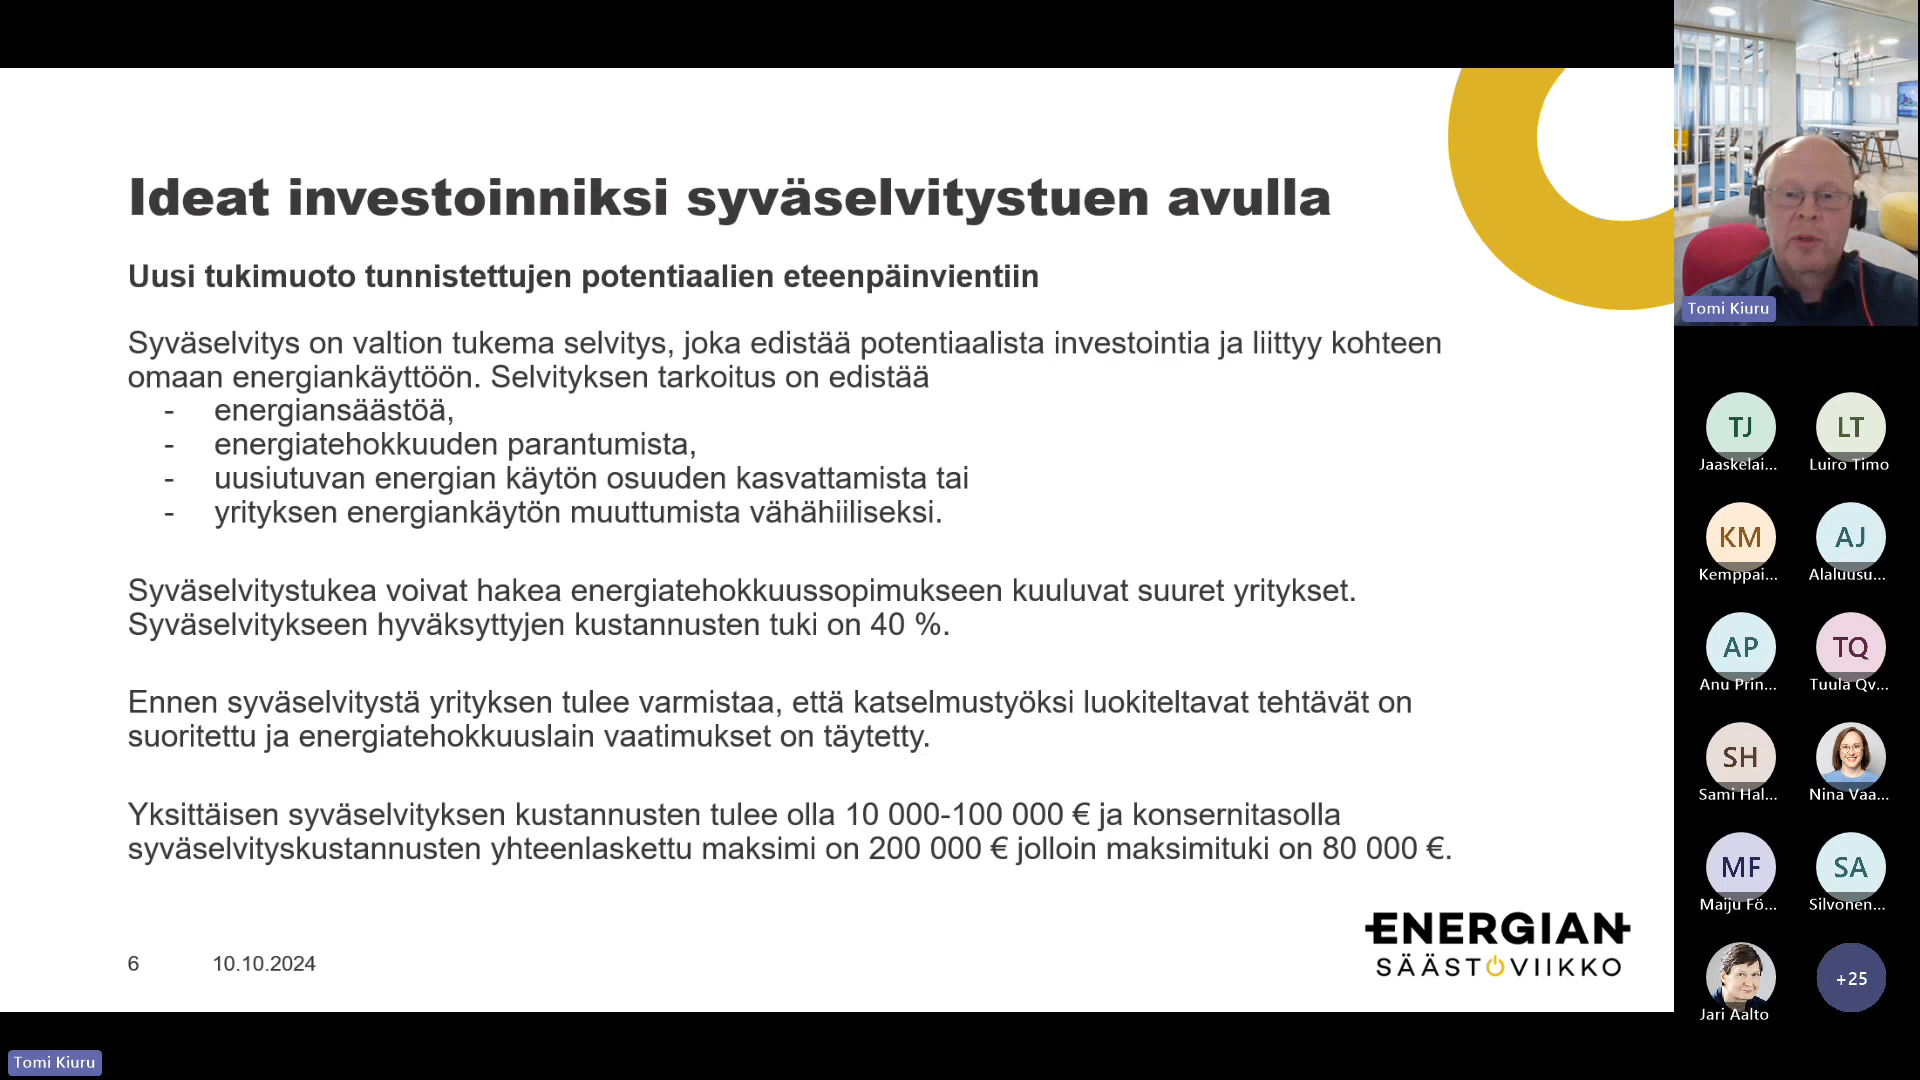 Ideat investoinniksi syväselvitystuen avulla
Uusi tukimuoto tunnistettujen potentiaalien eteenpäinvientiin
Syväselvitys on valtion tukema selvitys, joka edistää potentiaalista investointia ja liittyy kohteen
omaan energiankäyttöön. Selvityksen tarkoitus on edistää
- energiansäästöä,
- energiatehokkuuden parantumista,
- uusiutuvan energian käytön osuuden kasvattamista tai
- yrityksen energiankäytön muuttumista vähähiiliseksi.
Syväselvitystukea voivat hakea energiatehokkuussopimukseen kuuluvat suuret yritykset.
Syväselvitykseen hyväksyttyjen kustannusten tuki on 40 %.
Ennen syväselvitystä yrityksen tulee varmistaa, että katselmustyöksi luokiteltavat tehtävät on
suoritettu ja energiatehokkuuslain vaatimukset on täytetty.
Yksittäisen syväselvityksen kustannusten tulee olla 10 000-100 000 € ja konsernitasolla
syväselvityskustannusten yhteenlaskettu maksimi on 200 000 € jolloin maksimituki on 80 000 €.
6 10.10.2024
ENERGIAN
SÄÄSTÖVIIKKO
Tomi Kiuru
Tomi Kiuru
TJ LT
Jaaskelai... Luiro Timo
KM AJ
Kemppai... Alaluusu...
AP TQ
Anu Prin... Tuula Qv...
SH
Sami Hal... Nina Vaa...
MF SA
Maiju Fö... Silvonen...
+25
Jari Aalto